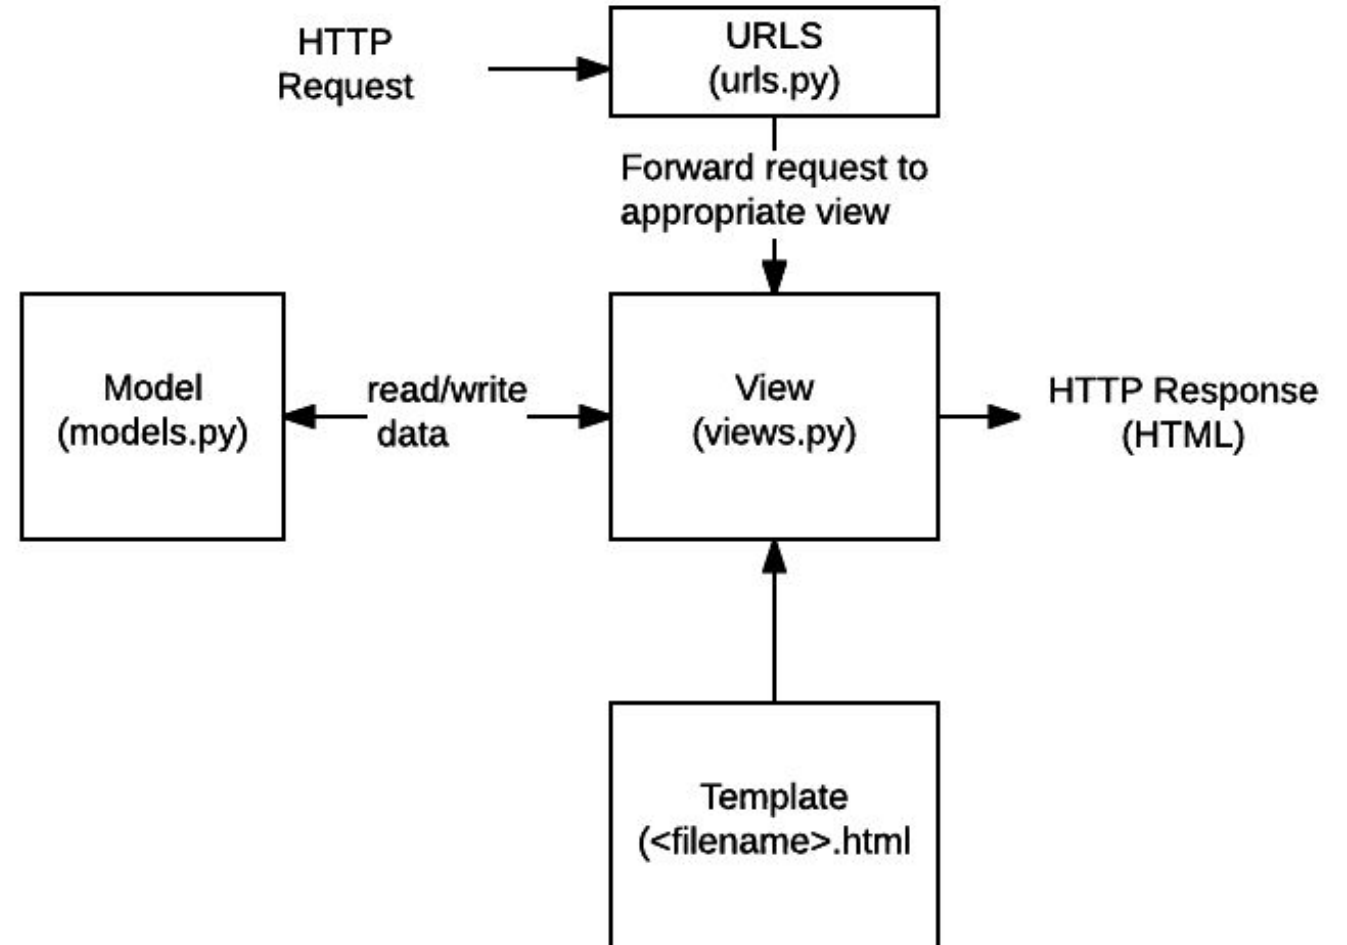 HTTP
Request
URLS
(urls.py)
Forward request to
appropriate view
Model
(models.py)
read/write
data
View
(views.py)
HTTP Response
(HTML)
Template
(<filename>.html